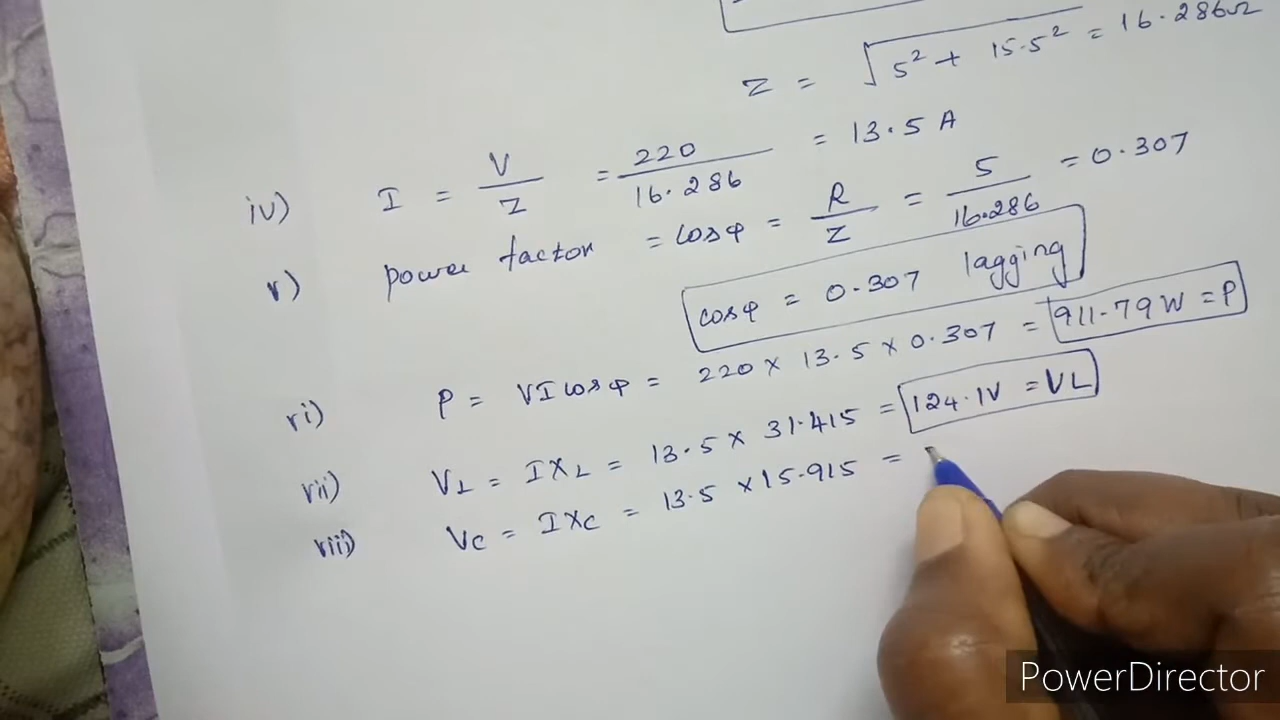 Z = √5² + 15.5² = 16.286Ω
iv) I = V/Z = 220/16.286 = 13.5 A
v) power factor = cosφ = R/Z = 5/16.286 = 0.307
cosφ = 0.307 lagging
vi) P = VI cosφ = 220 × 13.5 × 0.307 = 911.79 W = P
vii) VL = IXL = 13.5 × 31.415 = 124.1V = VL
viii) VC = IXC = 13.5 × 15.915 =
PowerDirector